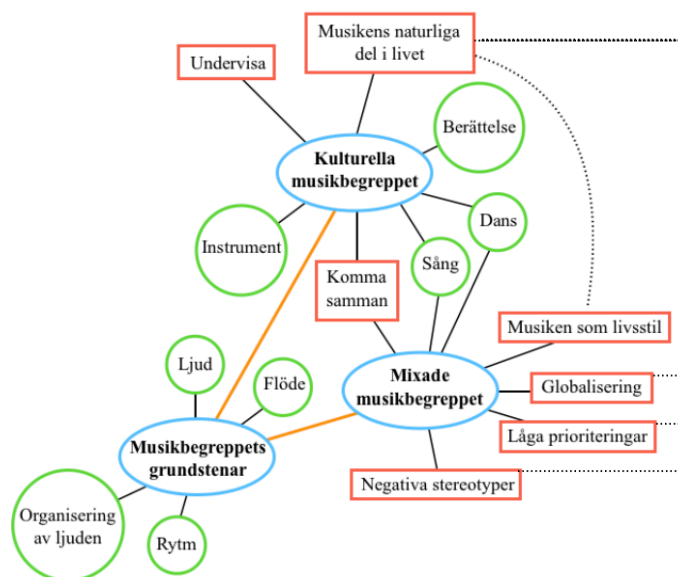 Musikens naturliga
del i livet
Undervisa
Berättelse
Kulturella
musikbegreppet
Dans
Instrument
Sång
Komma
samman
Musiken som livsstil
Ljud
Flöde
Mixade
musikbegreppet
Globalisering
Låga prioriteringar
Musikbegreppets
grundstenar
Negativa stereotyper
Organisering
av ljuden
Rytm